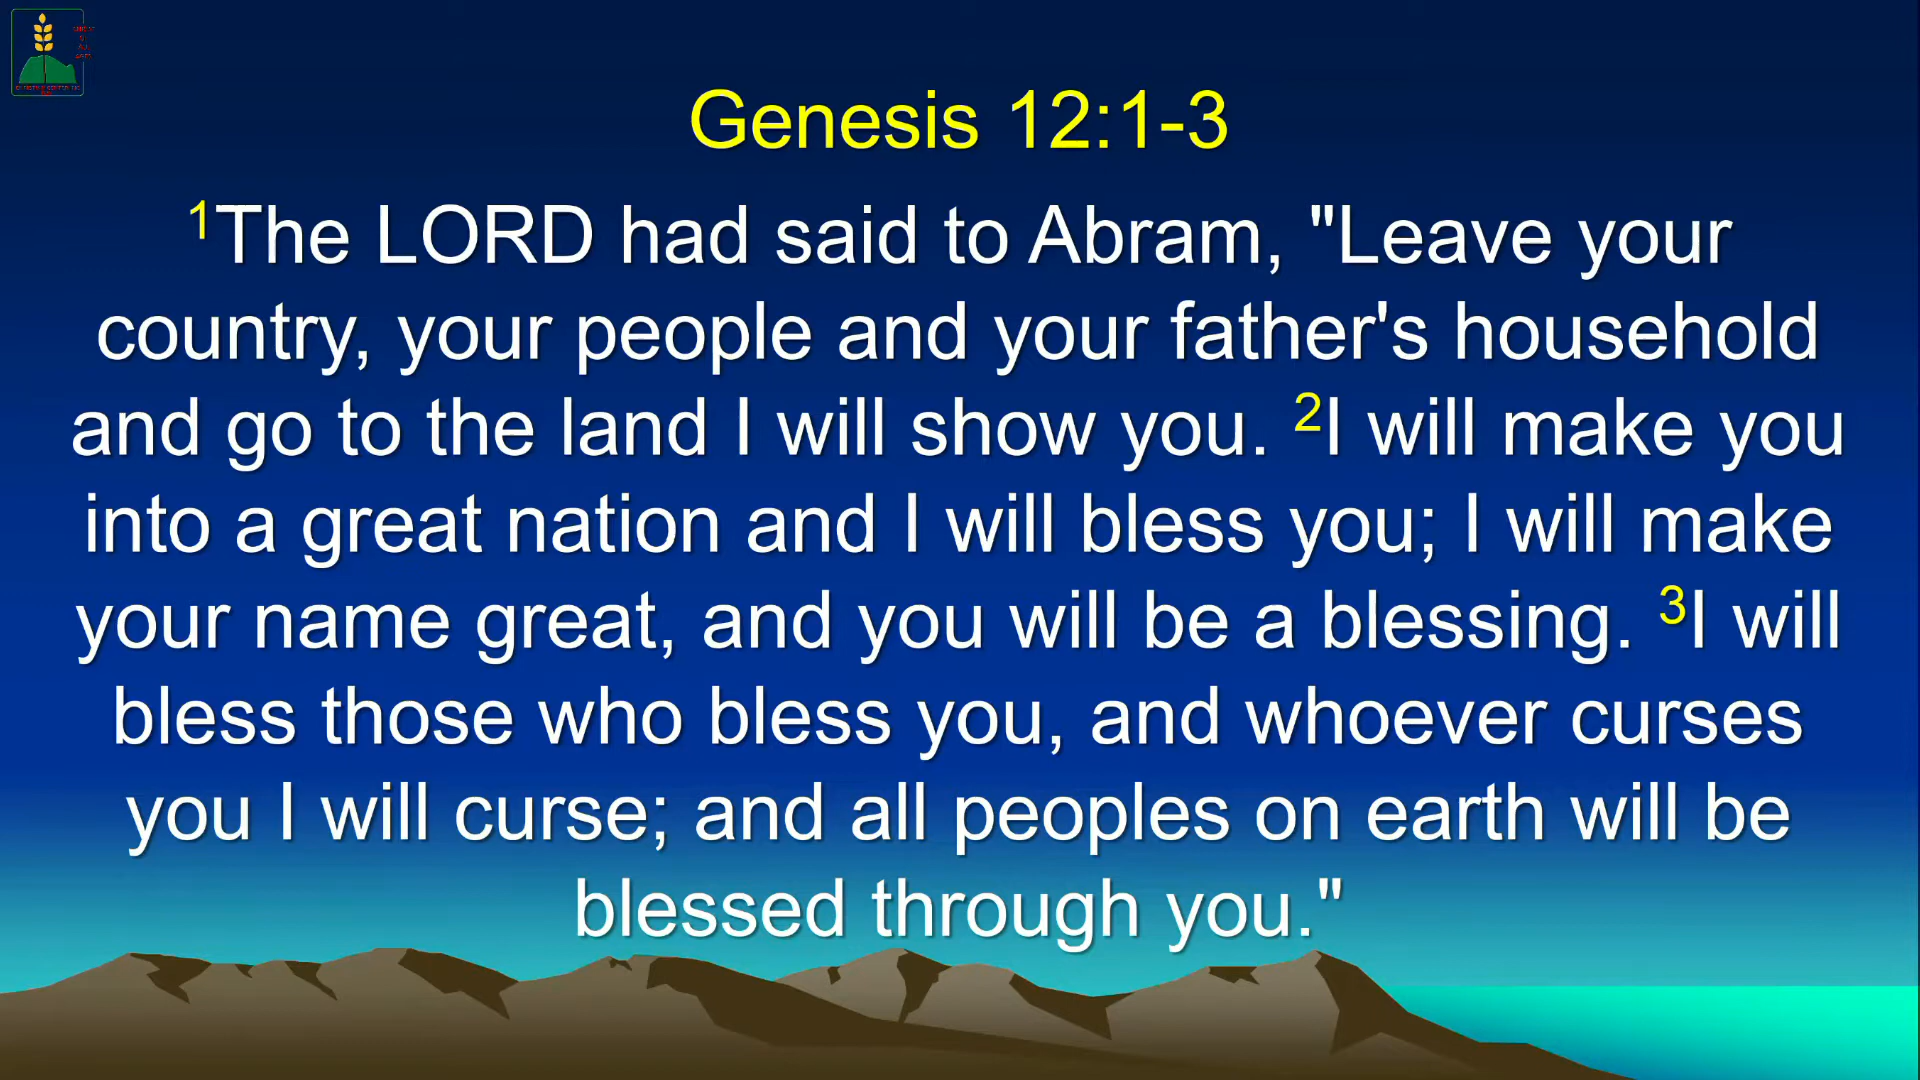 Genesis 12:1-3
1The LORD had said to Abram, "Leave your
country, your people and your father's household
and go to the land I will show you. 2I will make you
into a great nation and I will bless you; I will make
your name great, and you will be a blessing. 3I will
bless those who bless you, and whoever curses
you I will curse; and all peoples on earth will be
blessed through you."